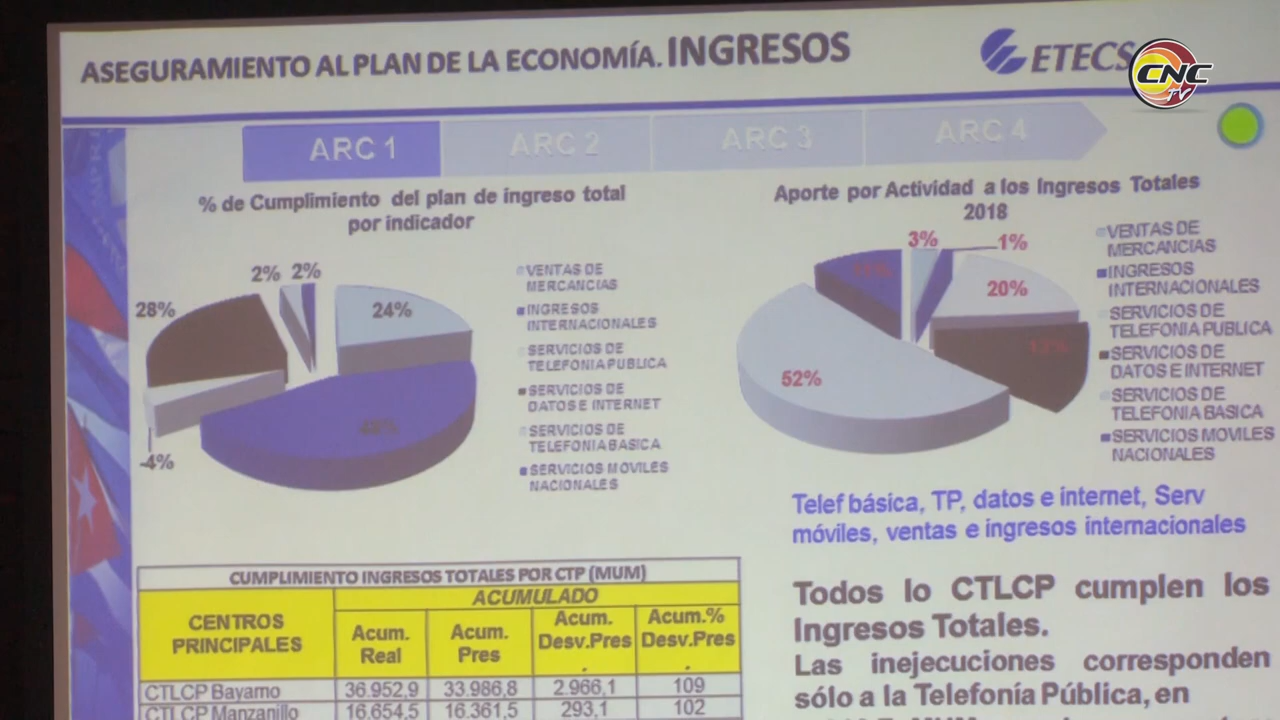 ASEGURAMIENTO AL PLAN DE LA ECONOMÍA. INGRESOS
ETECS
CNC
TV
ARC 1
ARC 2
ARC 3
ARC 4
% de Cumplimiento del plan de ingreso total
por indicador
2%
2%
28%
24%
48%
-4%
VENTAS DE
MERCANCIAS
INGRESOS
INTERNACIONALES
SERVICIOS DE
TELEFONIA PUBLICA
SERVICIOS DE
DATOS E INTERNET
SERVICIOS DE
TELEFONIA BASICA
SERVICIOS MOVILES
NACIONALES
Aporte por Actividad a los Ingresos Totales
2018
3%
1%
20%
52%
VENTAS DE
MERCANCIAS
INGRESOS
INTERNACIONALES
SERVICIOS DE
TELEFONIA PUBLICA
SERVICIOS DE
DATOS E INTERNET
SERVICIOS DE
TELEFONIA BASICA
SERVICIOS MOVILES
NACIONALES
Telef básica, TP, datos e internet, Serv
móviles, ventas e ingresos internacionales
Todos lo CTLCP cumplen los
Ingresos Totales.
Las inejecuciones corresponden
sólo a la Telefonía Pública, en
CUMPLIMIENTO INGRESOS TOTALES POR CTP (MUM)
CENTROS
PRINCIPALES
ACUMULADO
Acum.
Real
Acum.
Pres
Acum.
Desv.Pres
.
Acum.%
Desv.Pres
.
CTLCP Bayamo 36.952,9 33.986,8 2.966,1 109
CTLCP Manzanillo 16.654,5 16.361,5 293,1 102